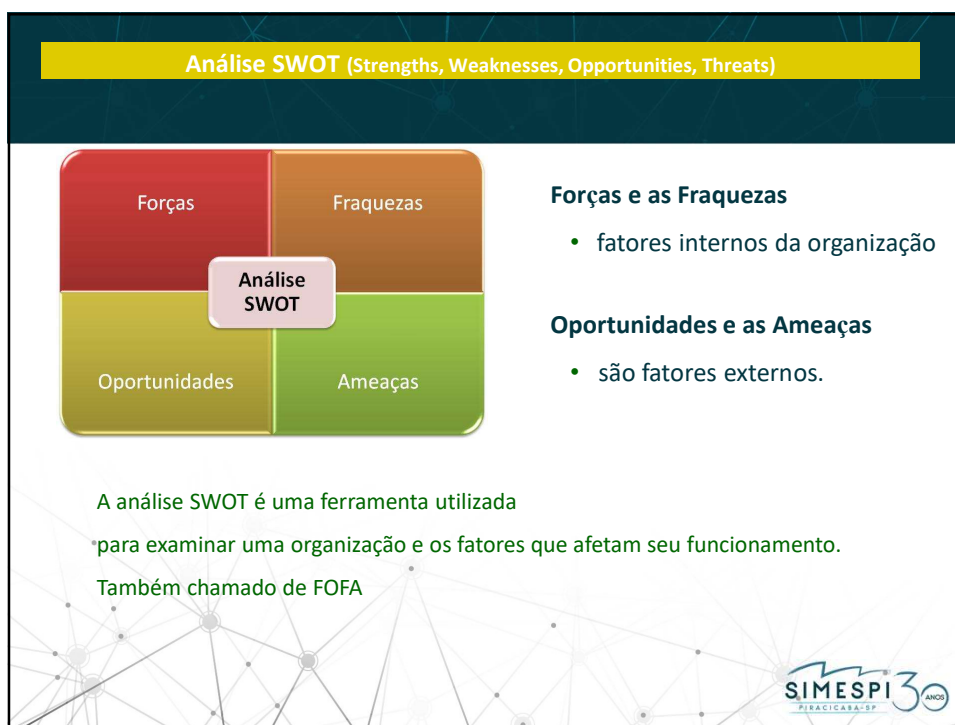 Análise SWOT (Strengths, Weaknesses, Opportunities, Threats)
Forças
Fraquezas
Análise
SWOT
Oportunidades
Ameaças
Forças e as Fraquezas
• fatores internos da organização
Oportunidades e as Ameaças
• são fatores externos.
A análise SWOT é uma ferramenta utilizada
para examinar uma organização e os fatores que afetam seu funcionamento.
Também chamado de FOFA
SIMESPI 30 ANOS
PIRACICABA-SP